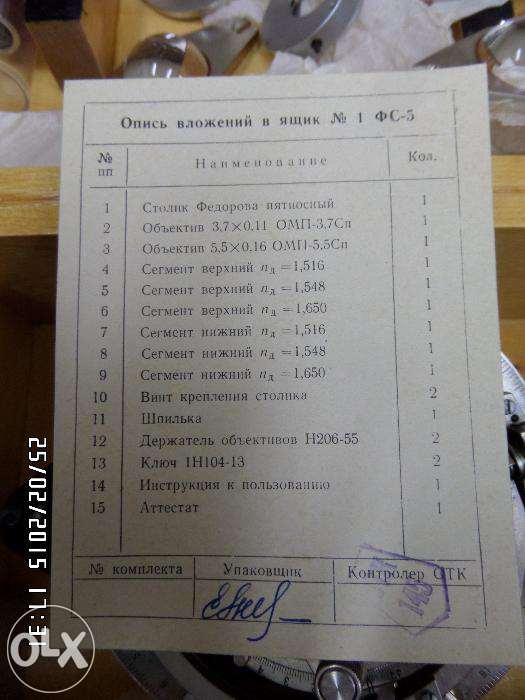 Опись вложений в ящик № 1 ФС-5
№ пп Наименование Кол.
1 Столик Федорова пятиосный 1
2 Объектив 3,7×0.11 ОМП-3,7Сп 1
3 Объектив 5,5×0.16 ОМП-5,5Сп 1
4 Сегмент верхний nд = 1,516 1
5 Сегмент верхний nд = 1,548 1
6 Сегмент верхний nд = 1,650 1
7 Сегмент нижний nд = 1,516 1
8 Сегмент нижний nд = 1,548 1
9 Сегмент нижний nд = 1,650 1
10 Винт крепления столика 2
11 Шпилька 1
12 Держатель объективов Н206-55 2
13 Ключ 1Н104-13 2
14 Инструкция к пользованию 1
15 Аттестат 1
№ комплекта Упаковщик Контролер ОТК
25/02/2015 17:31
OLX